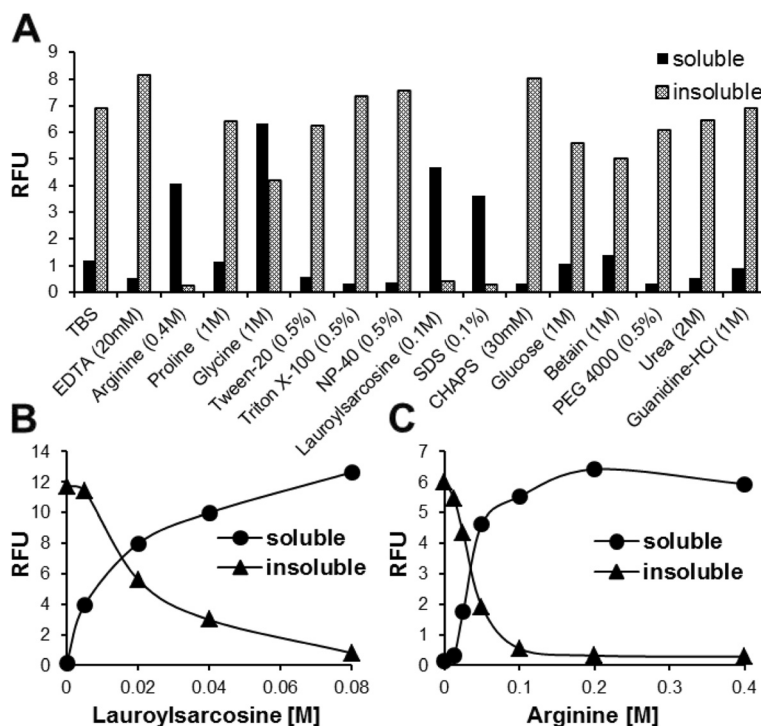 A
9
8
7
6
5
4
3
2
1
0
RFU
soluble
insoluble
TBS
EDTA (20mM)
Arginine (0.4M)
Proline (1M)
Glycine (1M)
Tween-20 (0.5%)
Triton X-100 (0.5%)
NP-40 (0.5%)
Lauroylsarcosine (0.1M)
SDS (0.1%)
CHAPS (30mM)
Glucose (1M)
Betain (1M)
PEG 4000 (0.5%)
Urea (2M)
Guanidine-HCl (1M)
B
14
12
10
8
6
4
2
0
RFU
soluble
insoluble
0 0.02 0.04 0.06 0.08
Lauroylsarcosine [M]
C
7
6
5
4
3
2
1
0
RFU
soluble
insoluble
0 0.1 0.2 0.3 0.4
Arginine [M]